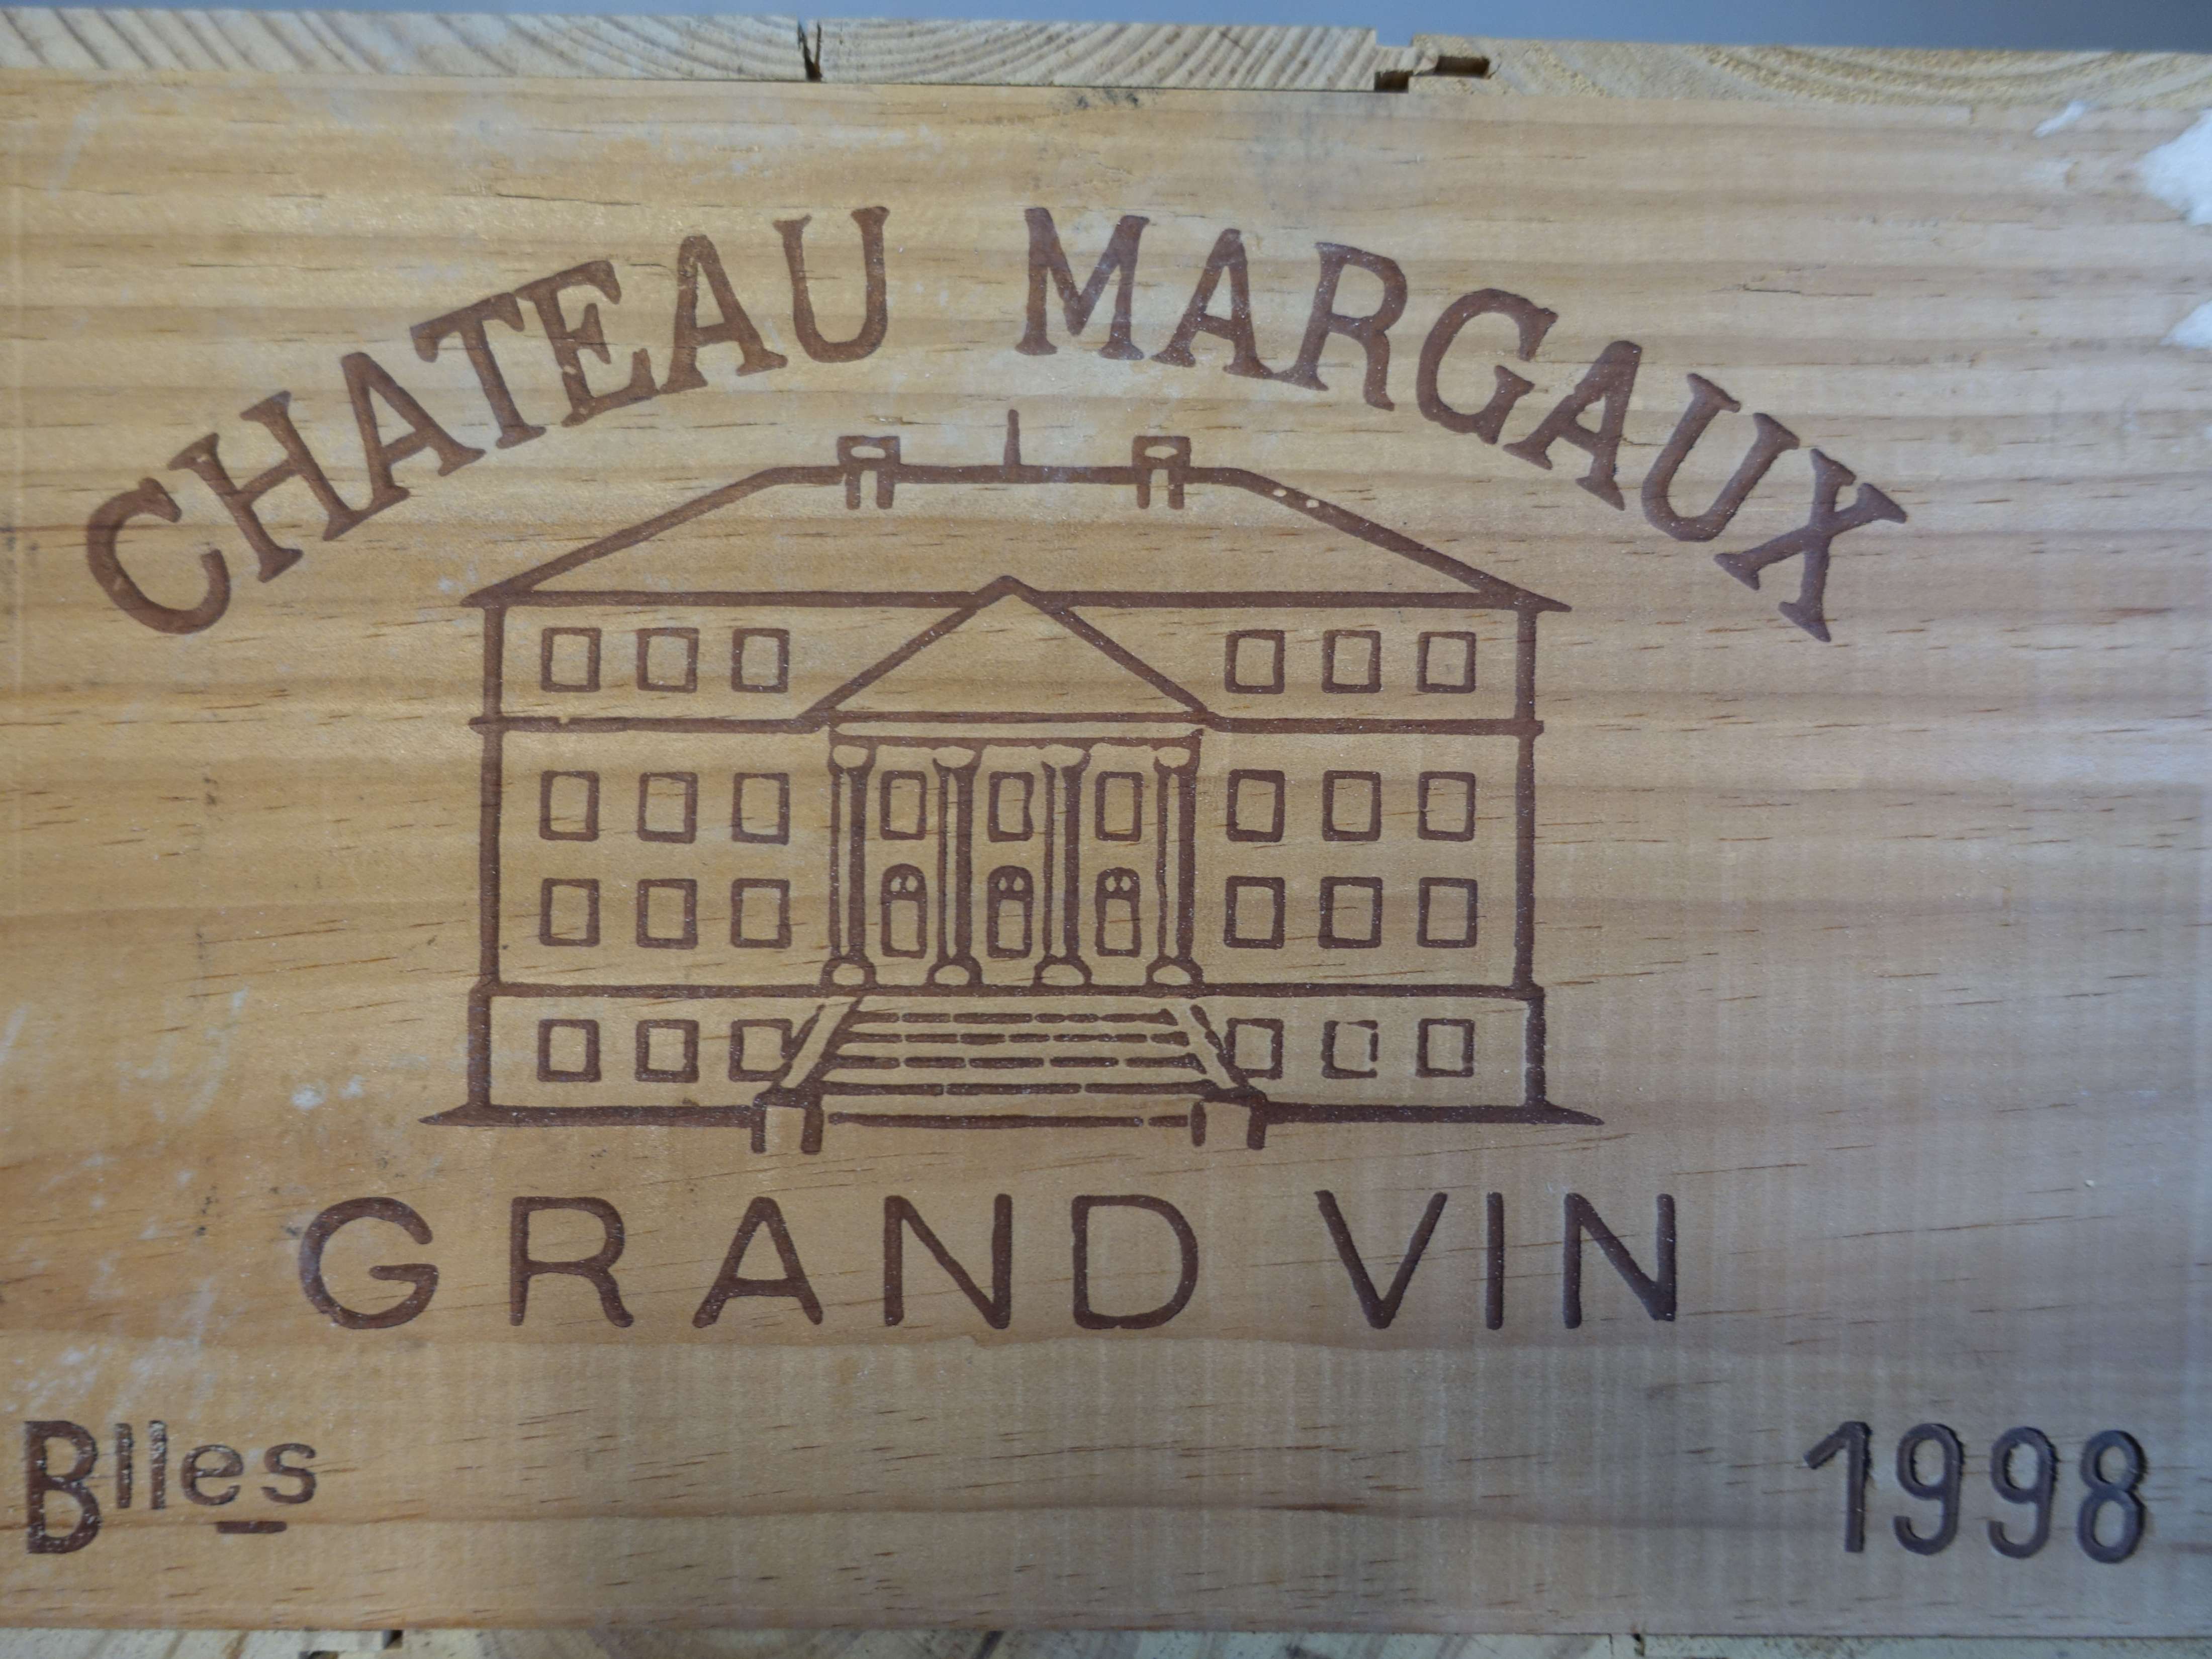 CHATEAU MARGAUX
GRAND VIN
Blles 1998